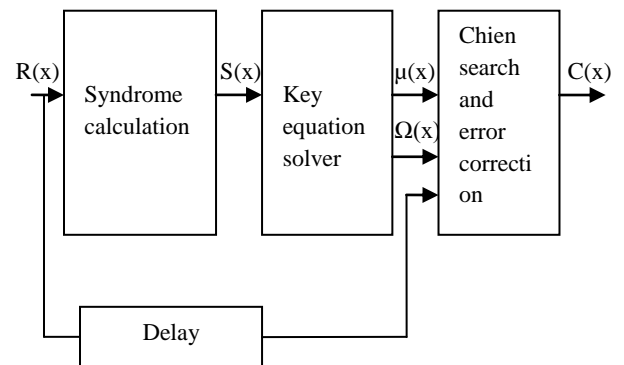 R(x)
Syndrome
calculation
S(x)
Key
equation
solver
μ(x)
Ω(x)
Chien
search
and
error
correcti
on
C(x)
Delay